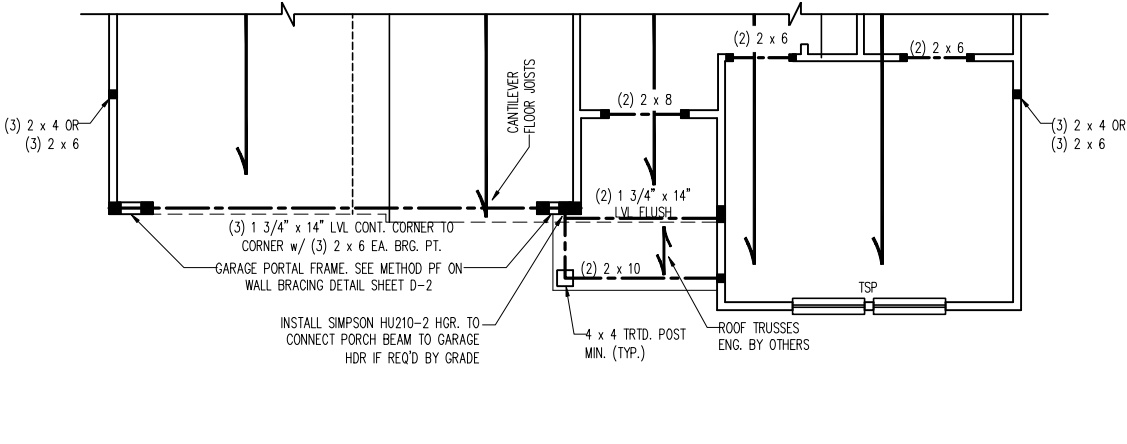 (2) 2 x 6
(2) 2 x 6
(2) 2 x 8
CANTILEVER
FLOOR JOISTS
(3) 2 x 4 OR
(3) 2 x 6
(3) 2 x 4 OR
(3) 2 x 6
(2) 1 3/4" x 14"
LVL FLUSH
(3) 1 3/4" x 14" LVL CONT. CORNER TO
CORNER w/ (3) 2 x 6 EA. BRG. PT.
GARAGE PORTAL FRAME. SEE METHOD PF ON
WALL BRACING DETAIL SHEET D-2
(2) 2 x 10
TSP
INSTALL SIMPSON HU210-2 HGR. TO
CONNECT PORCH BEAM TO GARAGE
HDR IF REQ'D BY GRADE
4 x 4 TRTD. POST
MIN. (TYP.)
ROOF TRUSSES
ENG. BY OTHERS